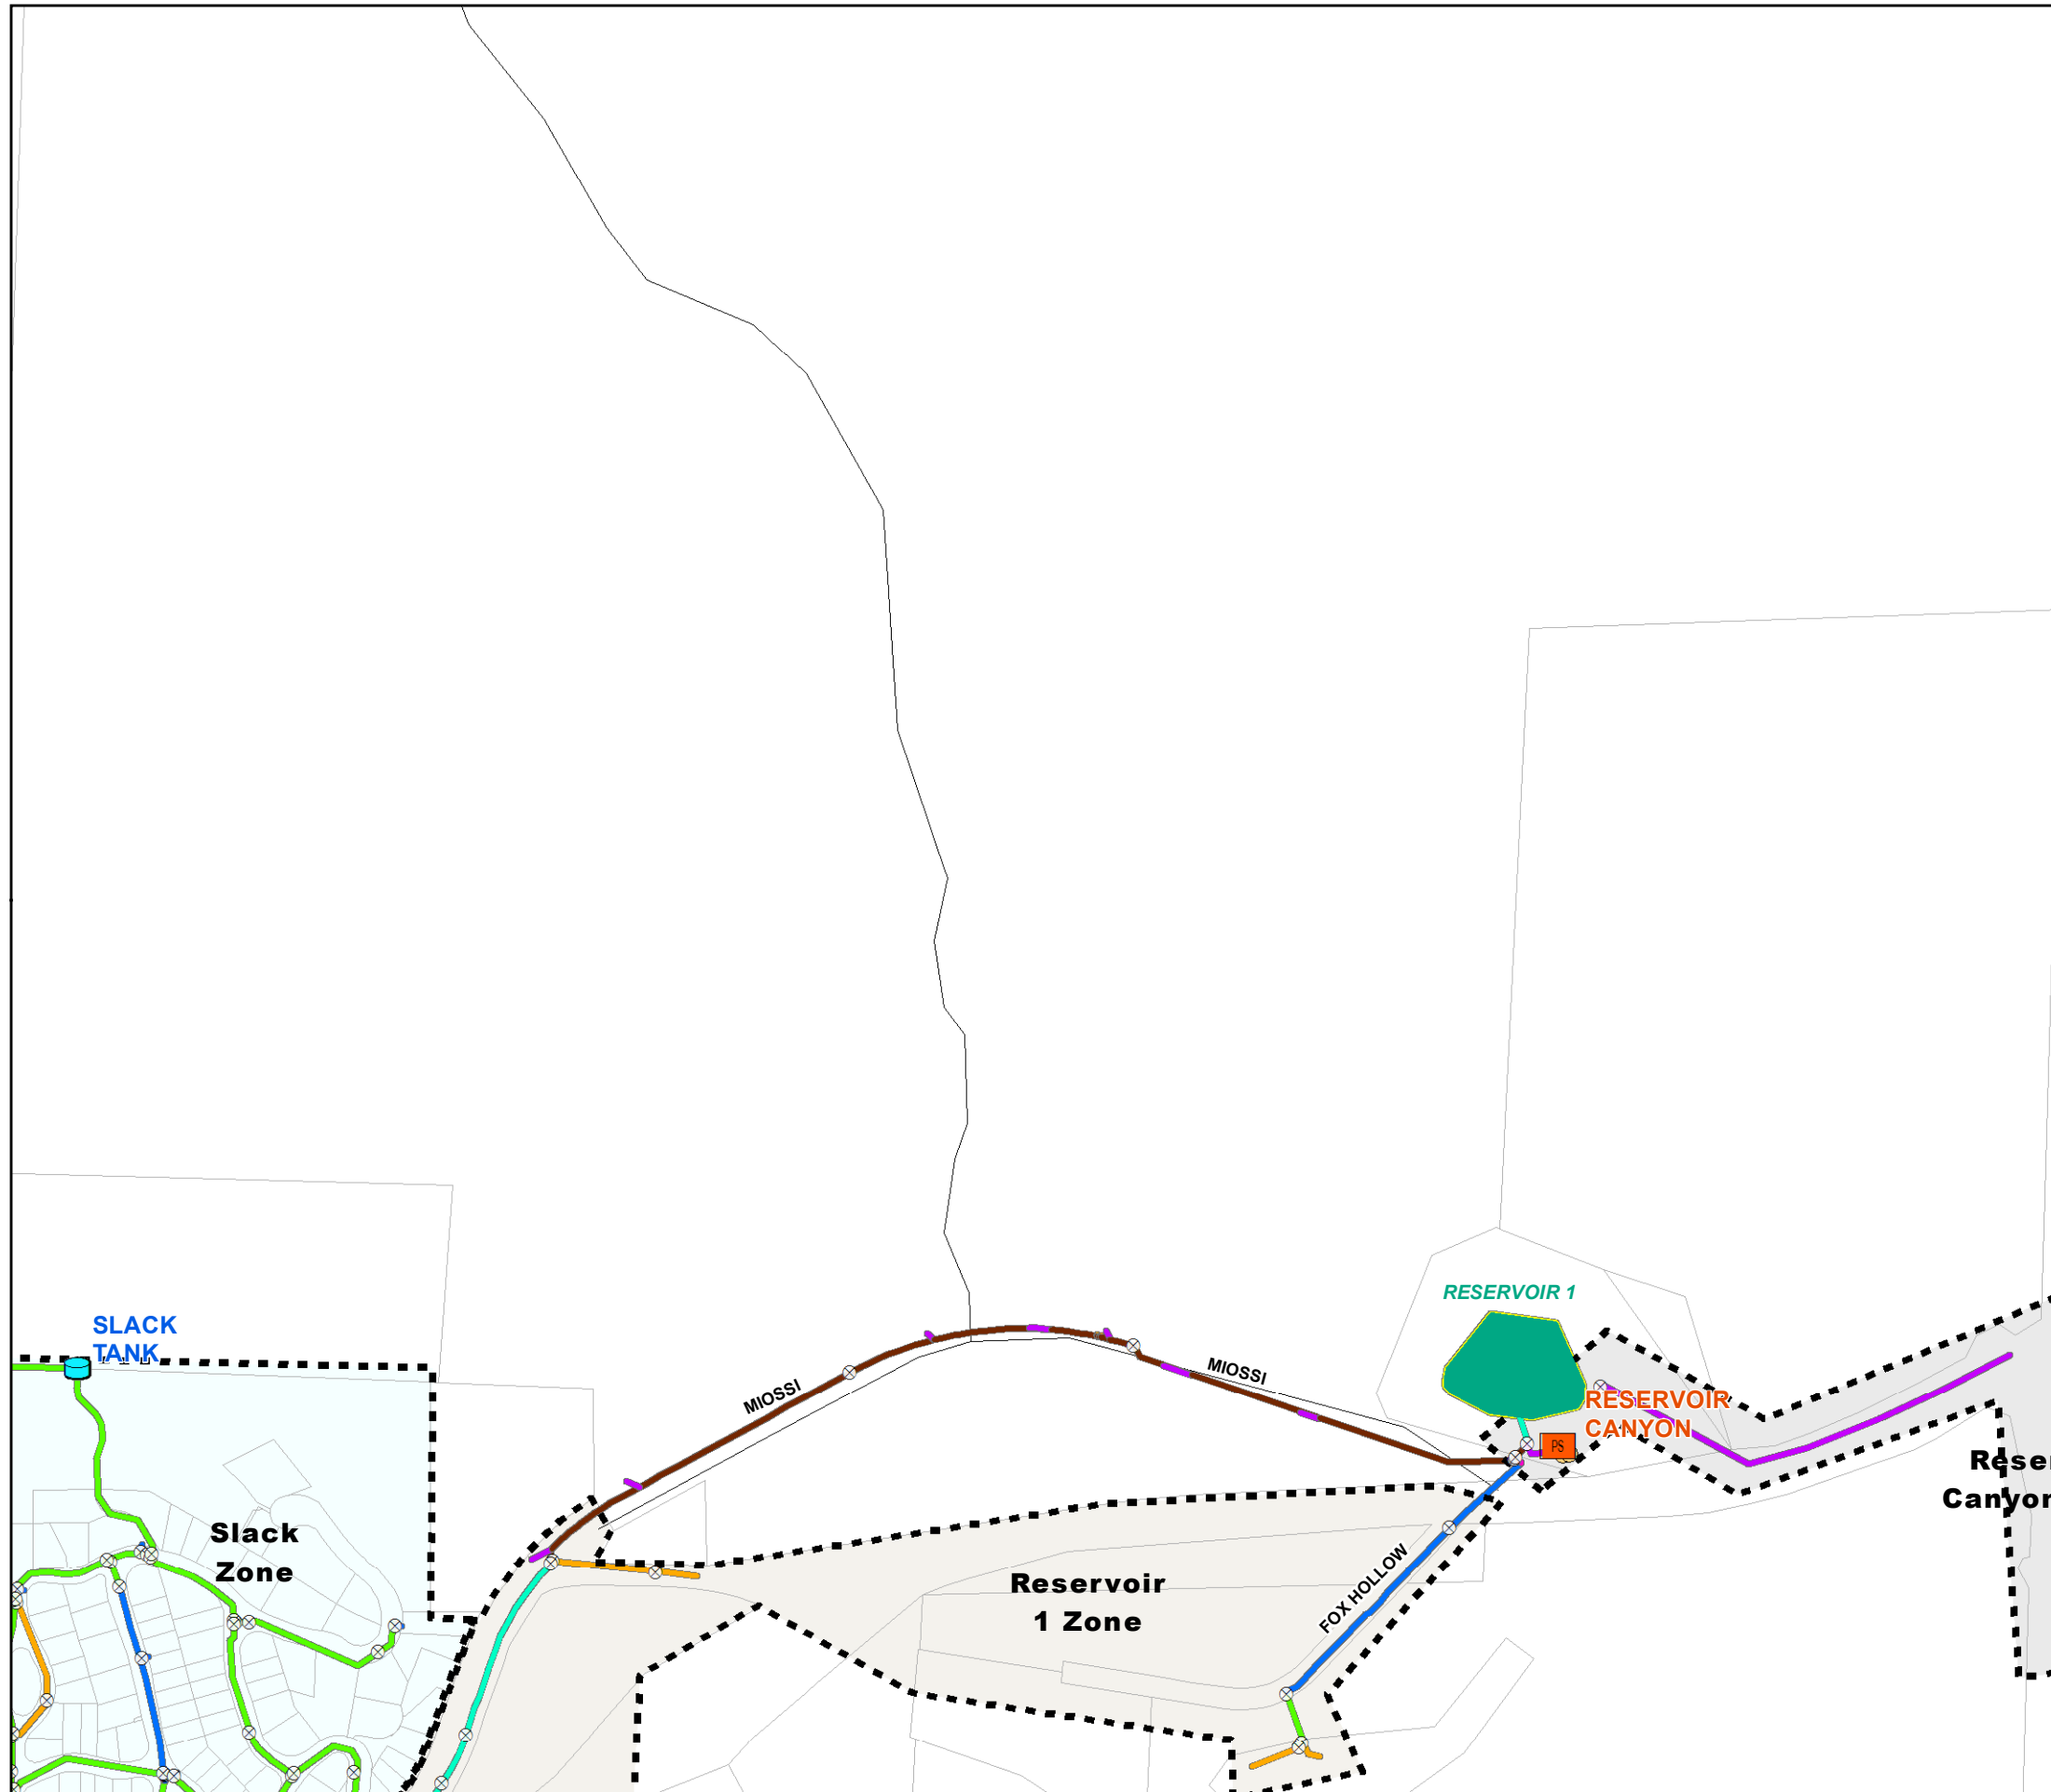 RESERVOIR 1
SLACK
TANK
MIOSSI
MIOSSI
RESERVOIR
CANYON
PS
Reser
Canyon
Slack
Zone
Reservoir
1 Zone
FOX HOLLOW